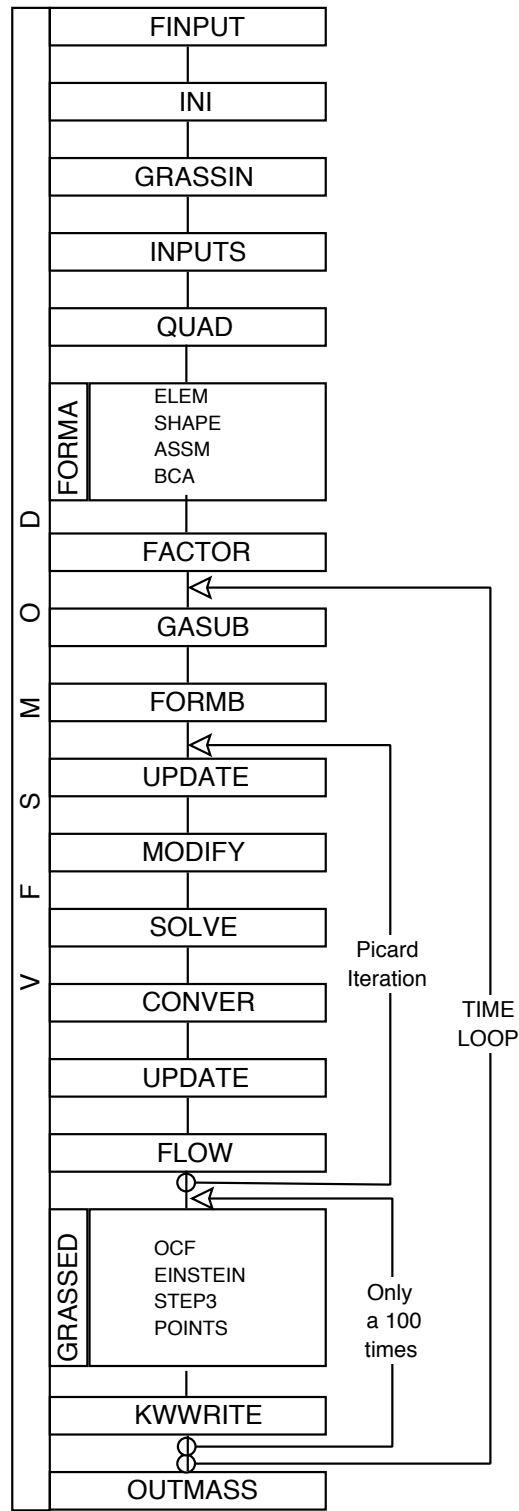 FINPUT
INI
GRASSIN
INPUTS
QUAD
FORMA
ELEM
SHAPE
ASSM
BCA
FACTOR
GASUB
FORMB
UPDATE
MODIFY
SOLVE
CONVER
UPDATE
FLOW
GRASSED
OCF
EINSTEIN
STEP3
POINTS
KWWRITE
OUTMASS
V F S M O D
Picard
Iteration
TIME
LOOP
Only
a 100
times